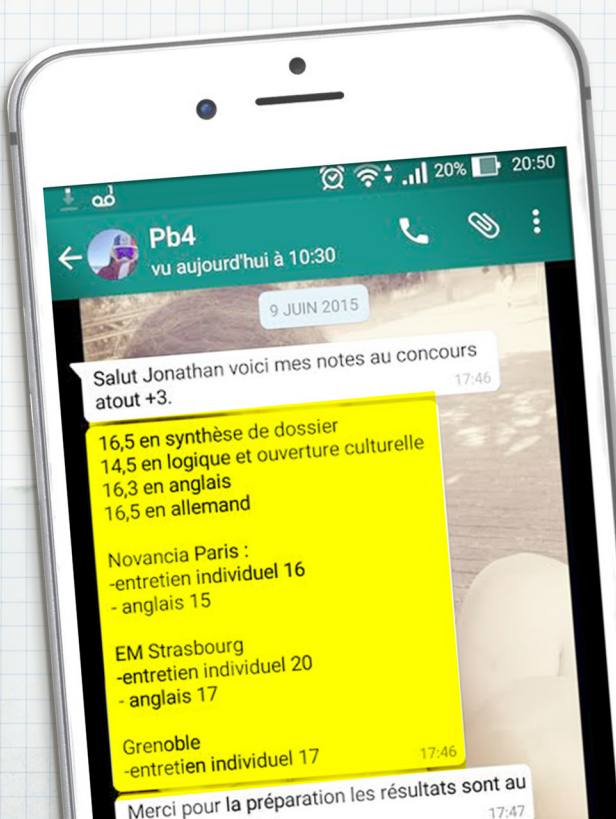 20% 20:50
Pb4
vu aujourd'hui à 10:30
9 JUIN 2015
Salut Jonathan voici mes notes au concours
atout +3.
17:46
16,5 en synthèse de dossier
14,5 en logique et ouverture culturelle
16,3 en anglais
16,5 en allemand
Novancia Paris :
-entretien individuel 16
- anglais 15
EM Strasbourg
-entretien individuel 20
- anglais 17
Grenoble
-entretien individuel 17
17:46
Merci pour la préparation les résultats sont au
17:47